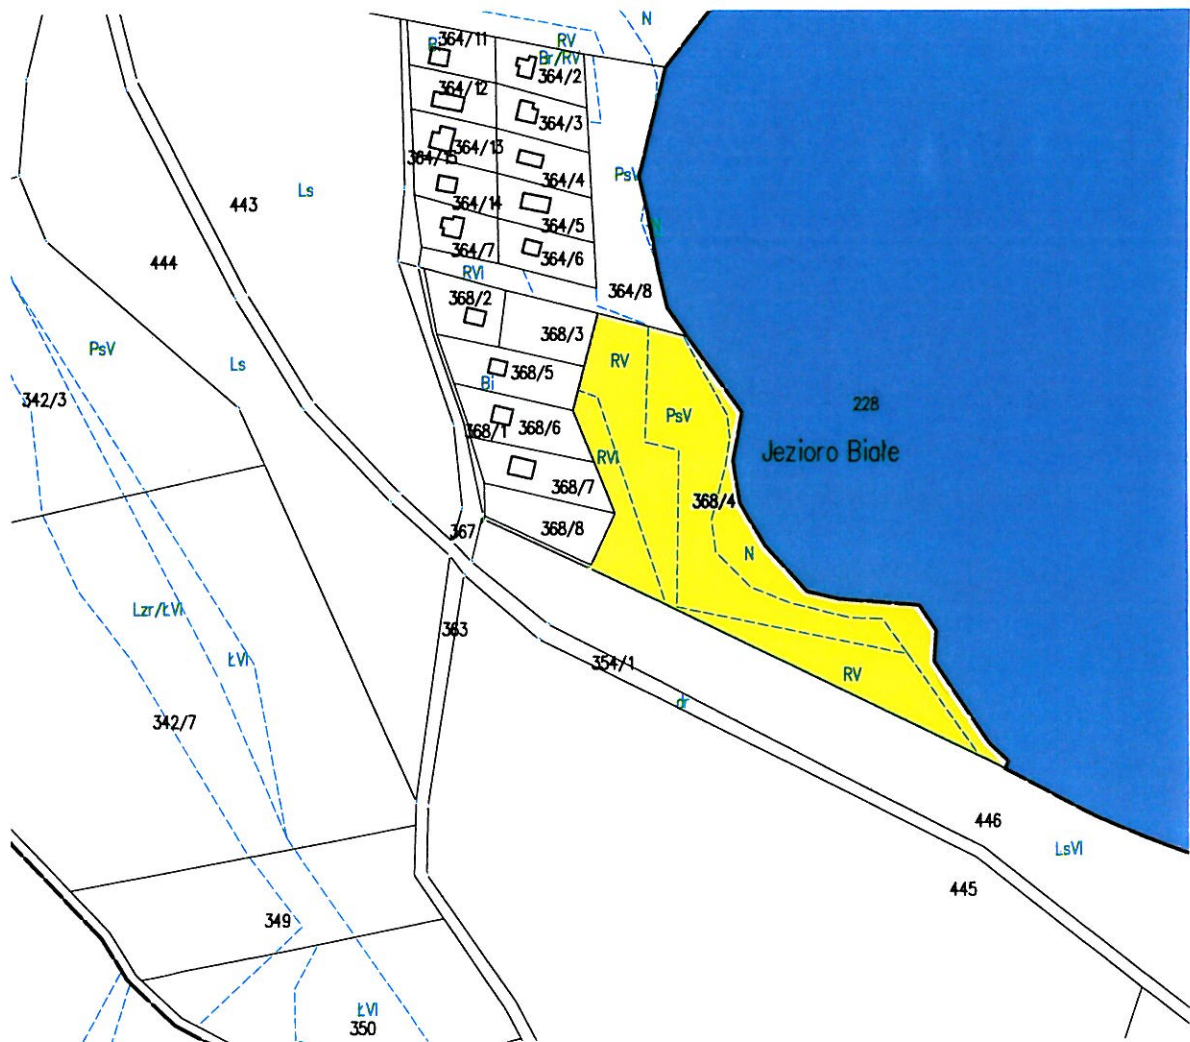 N
364/11
Bi
RV
Br/RV
364/2
364/12
364/3
364/13
364/15
364/4
PsV
Ls
443
364/14
364/5
N
364/7
364/6
444
RVI
364/8
368/2
368/3
PsV
Ls
RV
368/5
Bi
342/3
228
PsV
368/1
368/6
Jezioro Białe
RVI
368/7
368/4
367
368/8
N
Lzr/ŁVI
363
ŁVI
354/1
RV
dr
342/7
446
LsVI
445
349
ŁVI
350